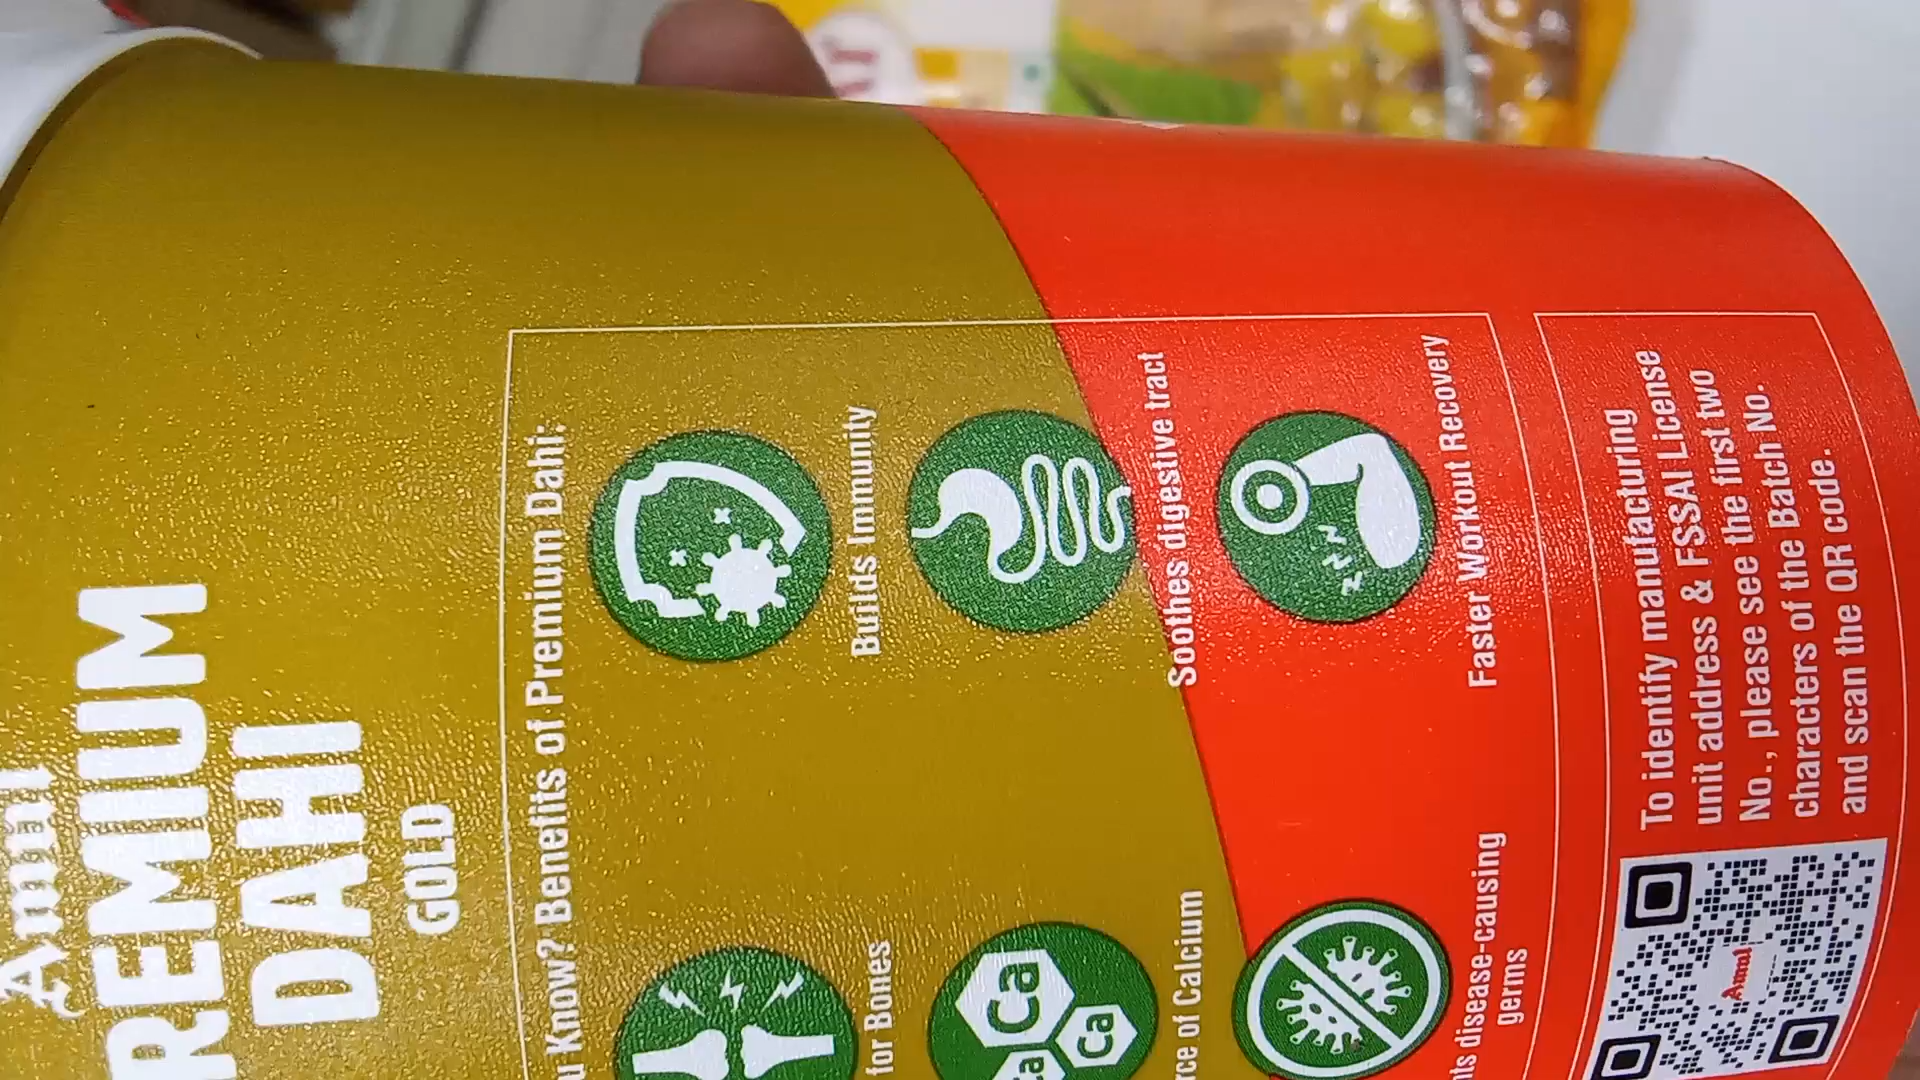 Amul
PREMIUM
DAHI
GOLD
Know? Benefits of Premium Dahi:
for Bones
Builds Immunity
of Calcium
Soothes digestive tract
disease-causing
germs
Faster Workout Recovery
Ca
Ca
To identify manufacturing
unit address & FSSAI License
No., please see the first two
characters of the Batch No.
and scan the QR code.
Amul